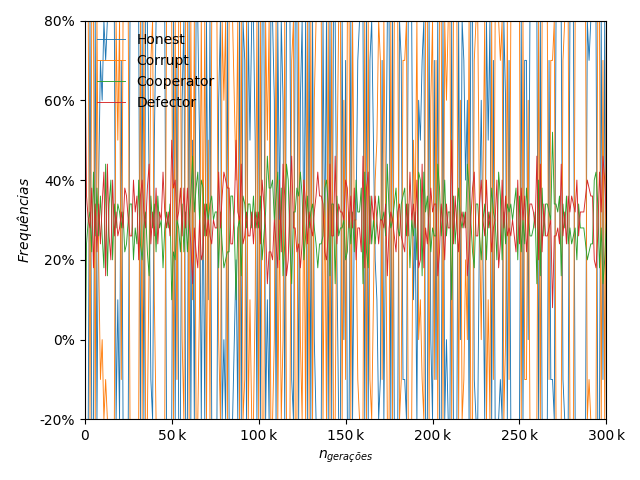 80%
60%
40%
20%
0%
-20%
Frequências
Honest
Corrupt
Cooperator
Defector
0 50 k 100 k 150 k 200 k 250 k 300 k
n_gerações